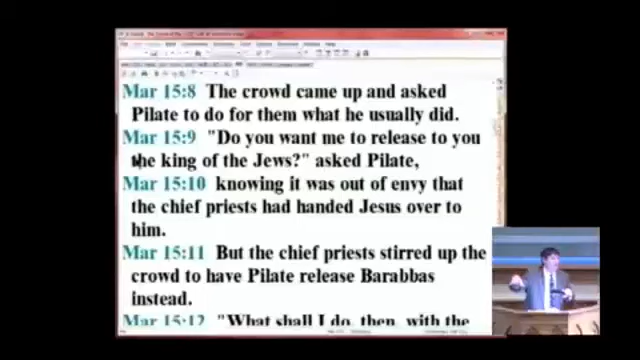 Mar 15:8 The crowd came up and asked
Pilate to do for them what he usually did.
Mar 15:9 "Do you want me to release to you
the king of the Jews?" asked Pilate,
Mar 15:10 knowing it was out of envy that
the chief priests had handed Jesus over to
him.
Mar 15:11 But the chief priests stirred up the
crowd to have Pilate release Barabbas
instead.
Mar 15:12 "What shall I do, then, with the